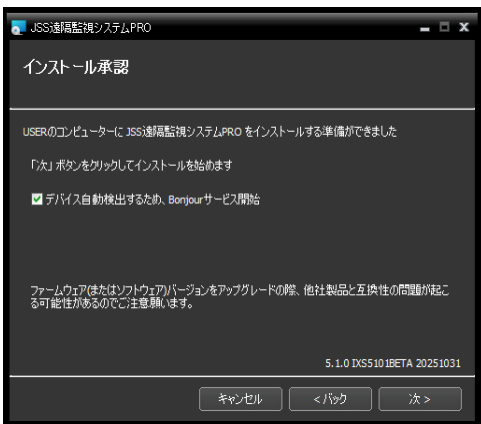 JSS遠隔監視システムPRO
インストール承認
USERのコンピューターに JSS遠隔監視システムPRO をインストールする準備ができました
「次」ボタンをクリックしてインストールを始めます
デバイス自動検出するため、Bonjourサービス開始
ファームウェア(またはソフトウェア)バージョンをアップグレードの際、他社製品と互換性の問題が起こ
る可能性があるのでご注意願います。
5.1.0 IXS5101BETA 20251031
キャンセル
< バック
次 >